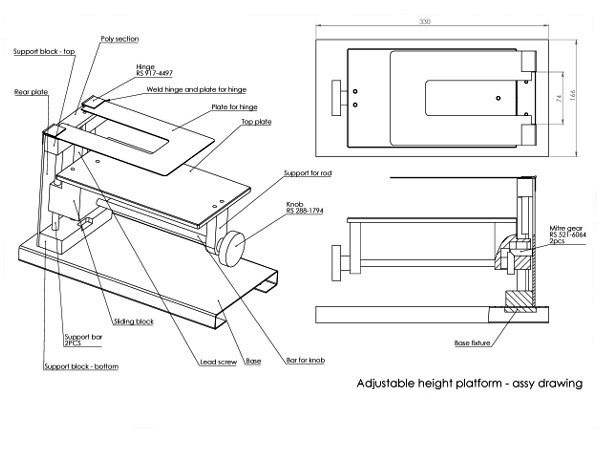 Poly section
Support block - top
Hinge
RS 917-4497
Rear plate
Weld hinge and plate for hinge
Plate for hinge
Top plate
Support for rod
Knob
RS 288-1794
Sliding block
Support bar
2PCS
Support block - bottom
Lead screw
Base
Bar for knob
330
74
166
Mitre gear
RS 521-6064
2pcs
Base fixture
Adjustable height platform - assy drawing